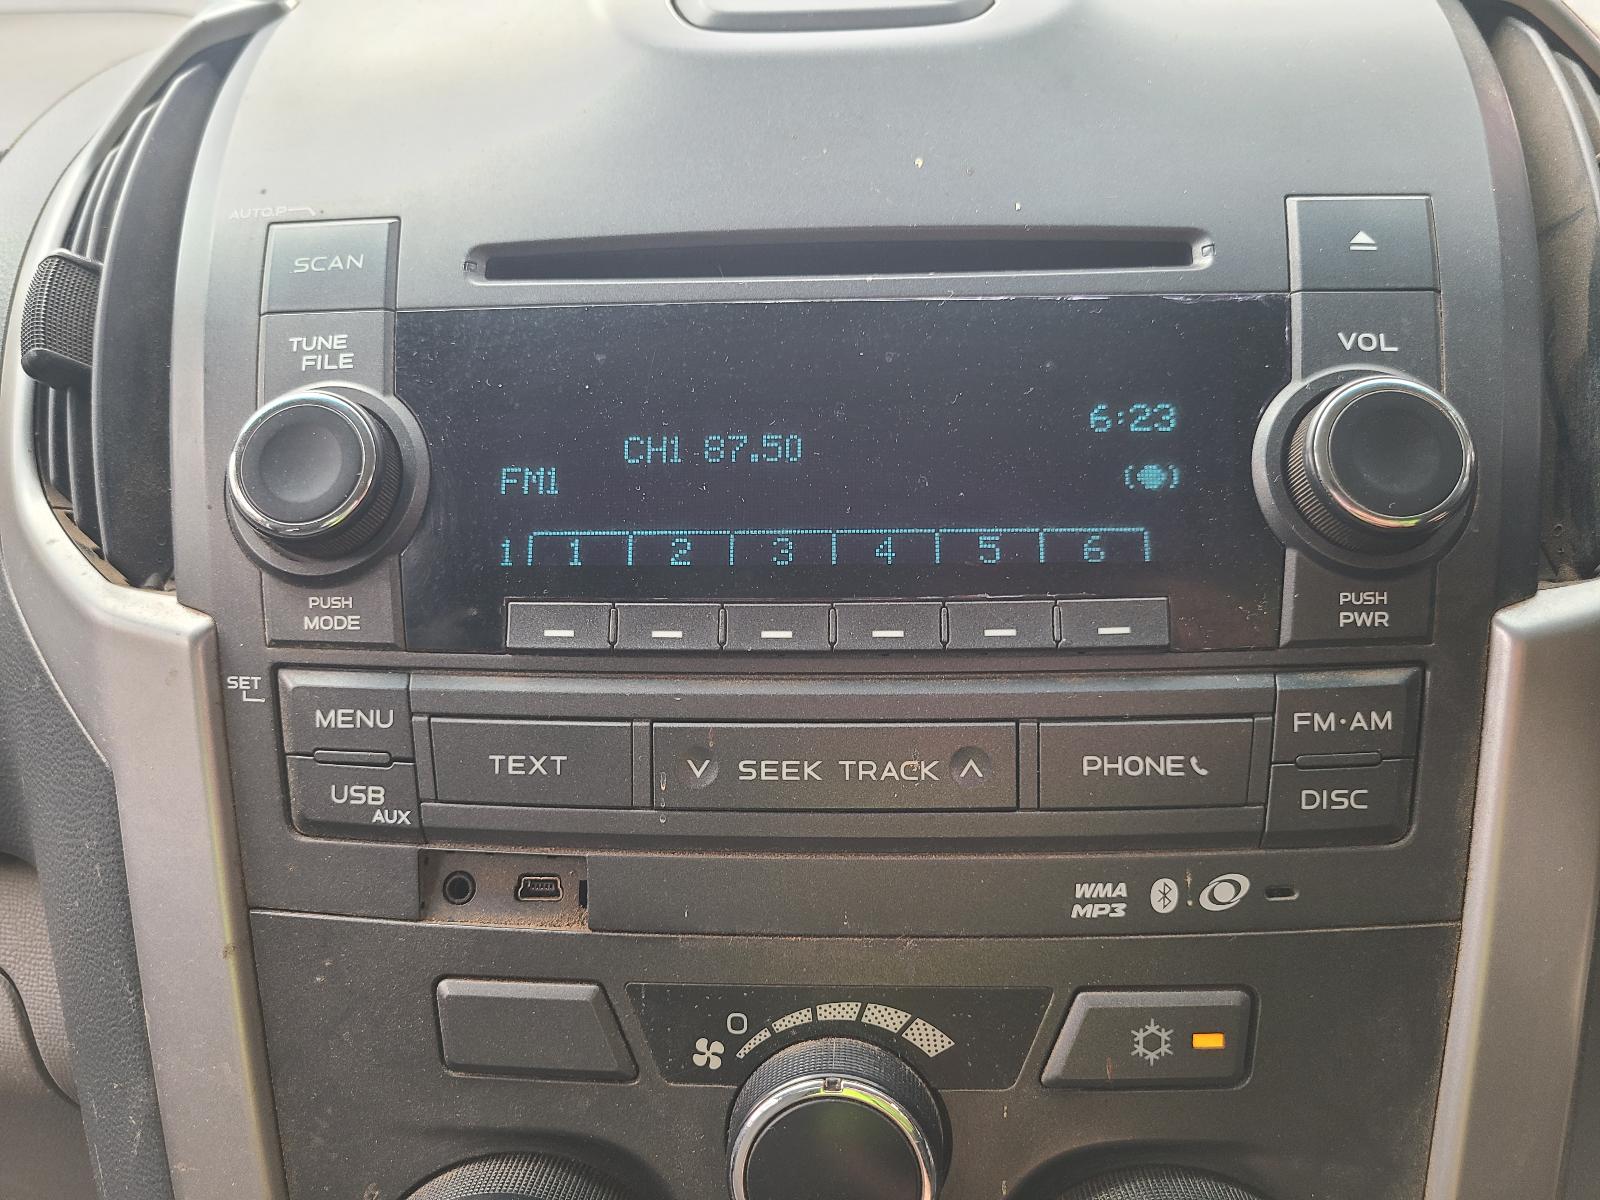 AUTO.P
SCAN
TUNE
FILE
VOL
6:23
CH1 87.50
FM1
1 1 2 3 4 5 6
PUSH
MODE
PUSH
PWR
SET
MENU
FM·AM
TEXT
SEEK TRACK
PHONE
USB
AUX
DISC
WMA
MP3
0